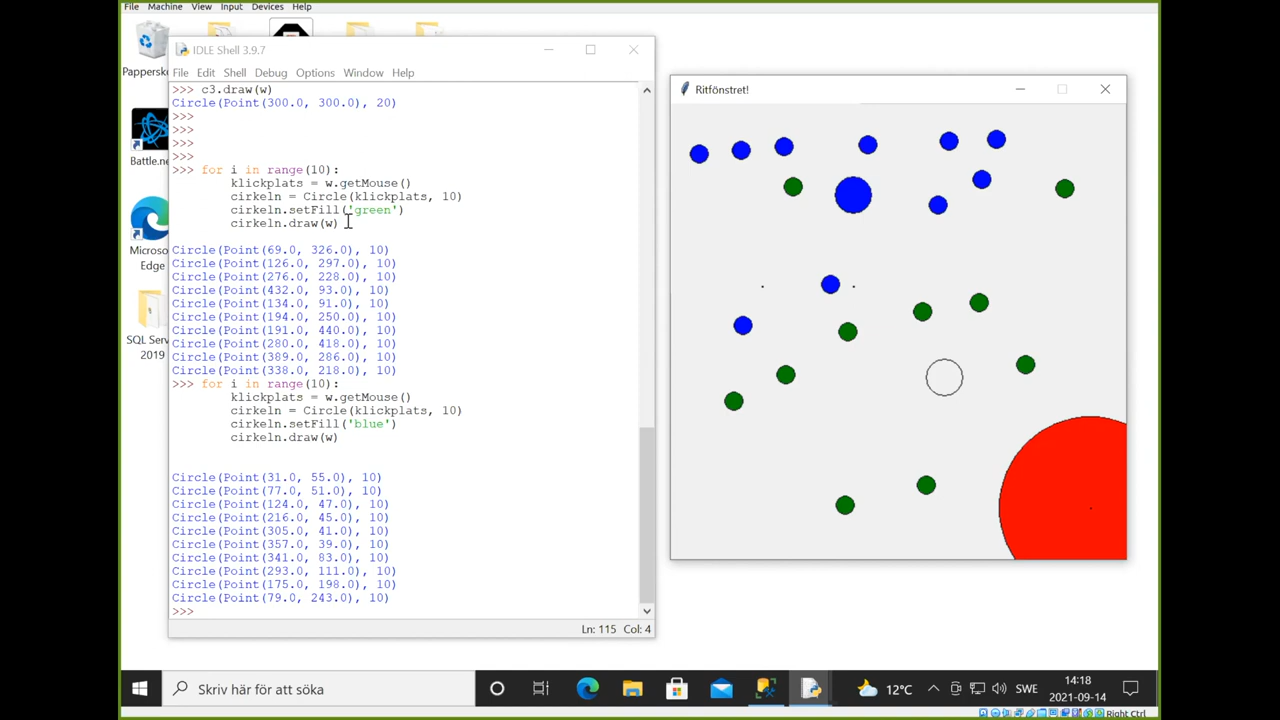 File Machine View Input Devices Help
Papperskc
Battle.ne
Microso
Edge
SQL Serv
2019
IDLE Shell 3.9.7
File Edit Shell Debug Options Window Help
>>> c3.draw(w)
Circle(Point(300.0, 300.0), 20)
>>>
>>>
>>>
>>>
>>> for i in range(10):
klickplats = w.getMouse()
cirkeln = Circle(klickplats, 10)
cirkeln.setFill('green')
cirkeln.draw(w)
Circle(Point(69.0, 326.0), 10)
Circle(Point(126.0, 297.0), 10)
Circle(Point(276.0, 228.0), 10)
Circle(Point(432.0, 93.0), 10)
Circle(Point(134.0, 91.0), 10)
Circle(Point(194.0, 250.0), 10)
Circle(Point(191.0, 440.0), 10)
Circle(Point(280.0, 418.0), 10)
Circle(Point(389.0, 286.0), 10)
Circle(Point(338.0, 218.0), 10)
>>> for i in range(10):
klickplats = w.getMouse()
cirkeln = Circle(klickplats, 10)
cirkeln.setFill('blue')
cirkeln.draw(w)
Circle(Point(31.0, 55.0), 10)
Circle(Point(77.0, 51.0), 10)
Circle(Point(124.0, 47.0), 10)
Circle(Point(216.0, 45.0), 10)
Circle(Point(305.0, 41.0), 10)
Circle(Point(357.0, 39.0), 10)
Circle(Point(341.0, 83.0), 10)
Circle(Point(293.0, 111.0), 10)
Circle(Point(175.0, 198.0), 10)
Circle(Point(79.0, 243.0), 10)
>>>
Ln: 115 Col: 4
Ritfönstret!
Skriv här för att söka
12°C
SWE
14:18
2021-09-14
Right Ctrl